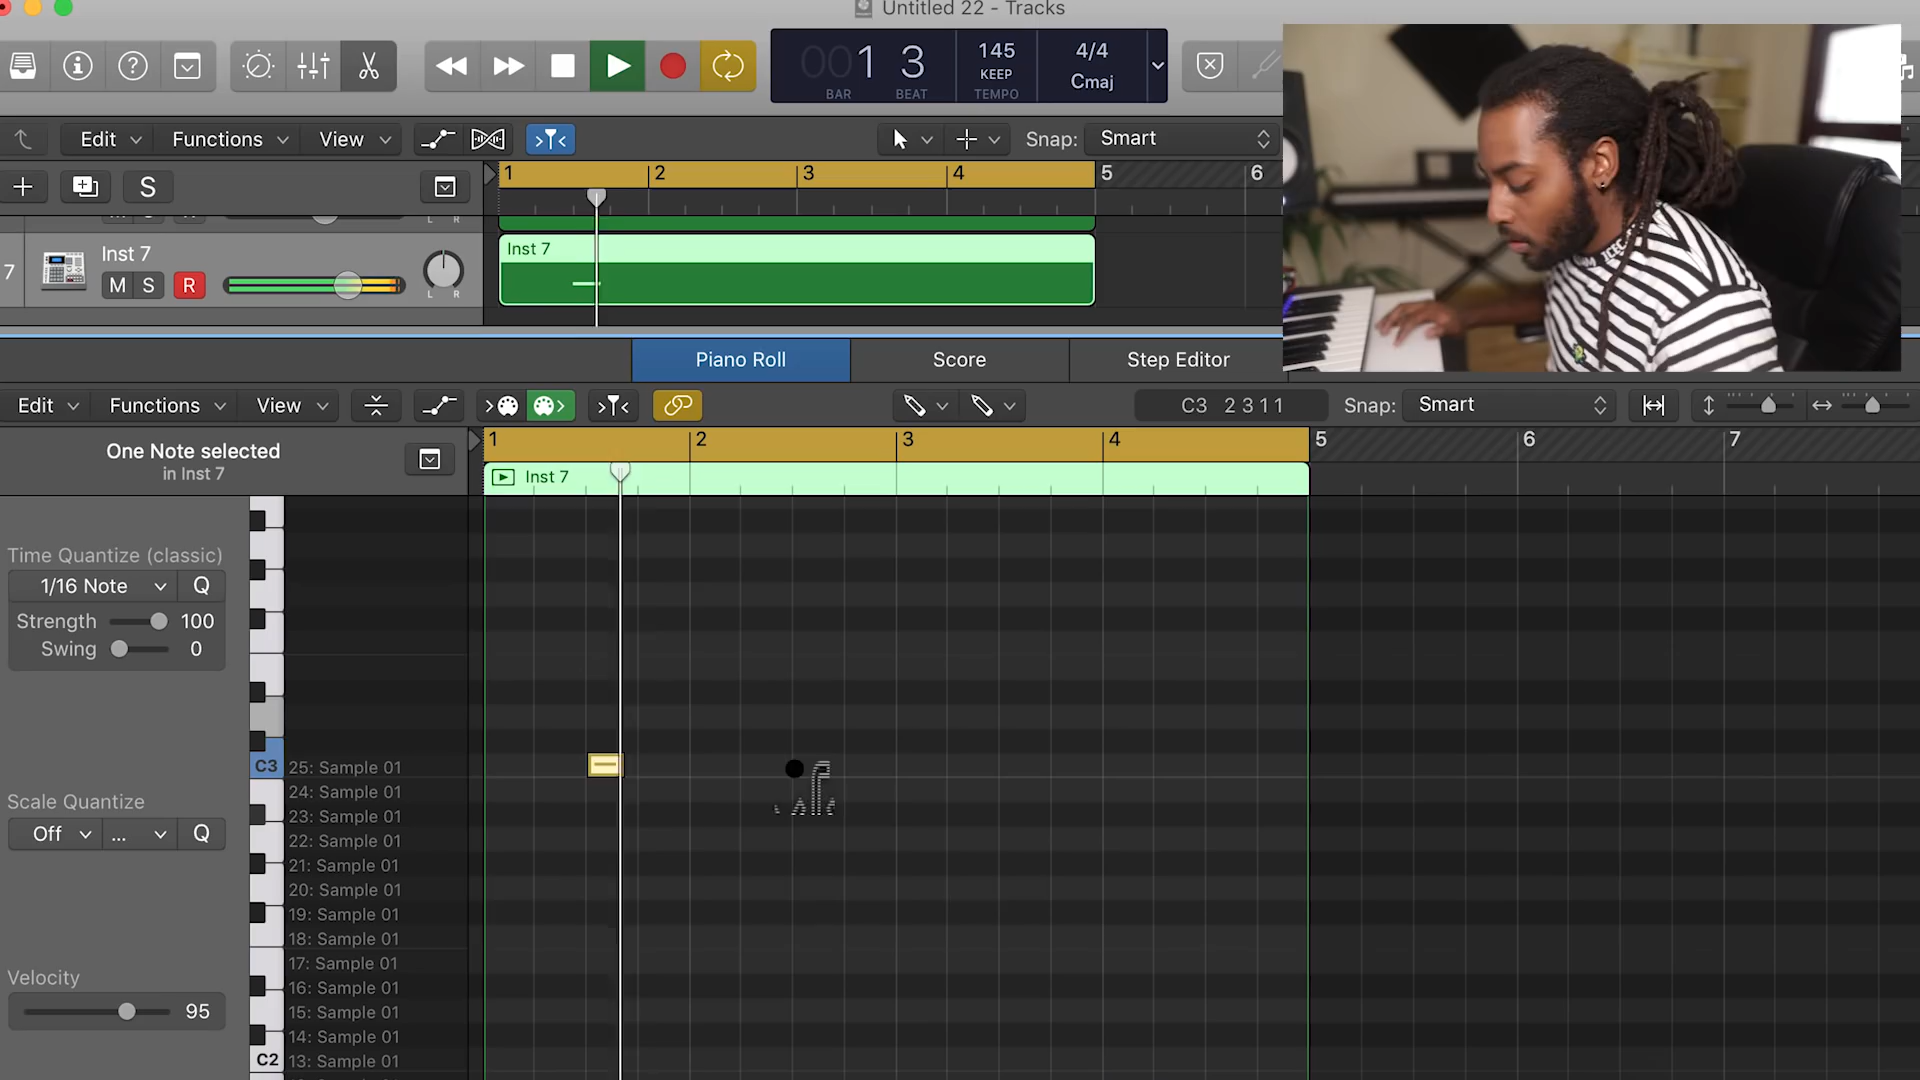 Untitled 22 - Tracks
001 3
BAR BEAT
145
KEEP
TEMPO
4/4
Cmaj
Edit Functions View Snap: Smart
S
1 2 3 4 5 6
L R
7
Inst 7
M S R
L R
Inst 7
Piano Roll Score Step Editor
Edit Functions View C3 2 3 1 1 Snap: Smart
One Note selected
in Inst 7
1 2 3 4 5 6 7
Inst 7
Time Quantize (classic)
1/16 Note Q
Strength 100
Swing 0
C3 25: Sample 01
24: Sample 01
Scale Quantize
23: Sample 01
Off ... Q
22: Sample 01
21: Sample 01
20: Sample 01
19: Sample 01
18: Sample 01
17: Sample 01
Velocity
16: Sample 01
95
15: Sample 01
14: Sample 01
C2 13: Sample 01